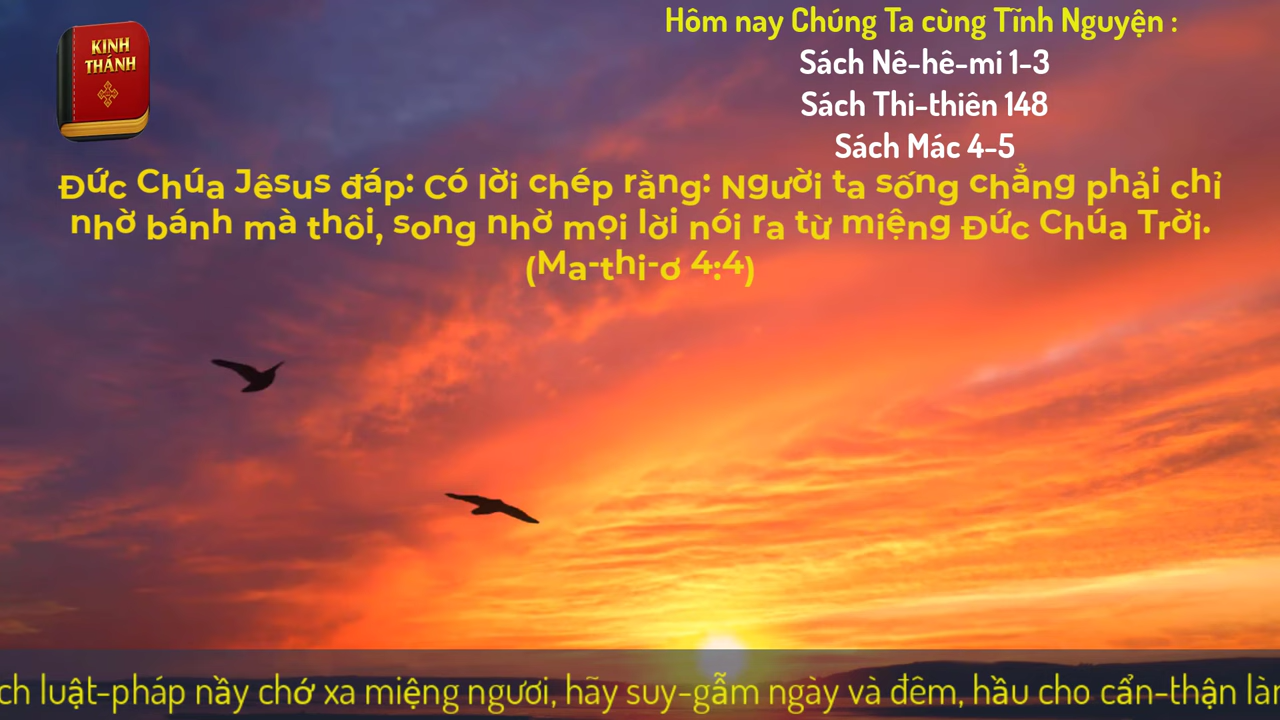 KINH
THÁNH
Hôm nay Chúng Ta cùng Tĩnh Nguyện :
Sách Nê-hê-mi 1-3
Sách Thi-thiên 148
Sách Mác 4-5
Đức Chúa Jêsus đáp: Có lời chép rằng: Người ta sống chẳng phải chỉ
nhờ bánh mà thôi, song nhờ mọi lời nói ra từ miệng Đức Chúa Trời.
(Ma-thi-ơ 4:4)
luật-pháp nầy chớ xa miệng ngươi, hãy suy-gẫm ngày và đêm, hầu cho cẩn-thận